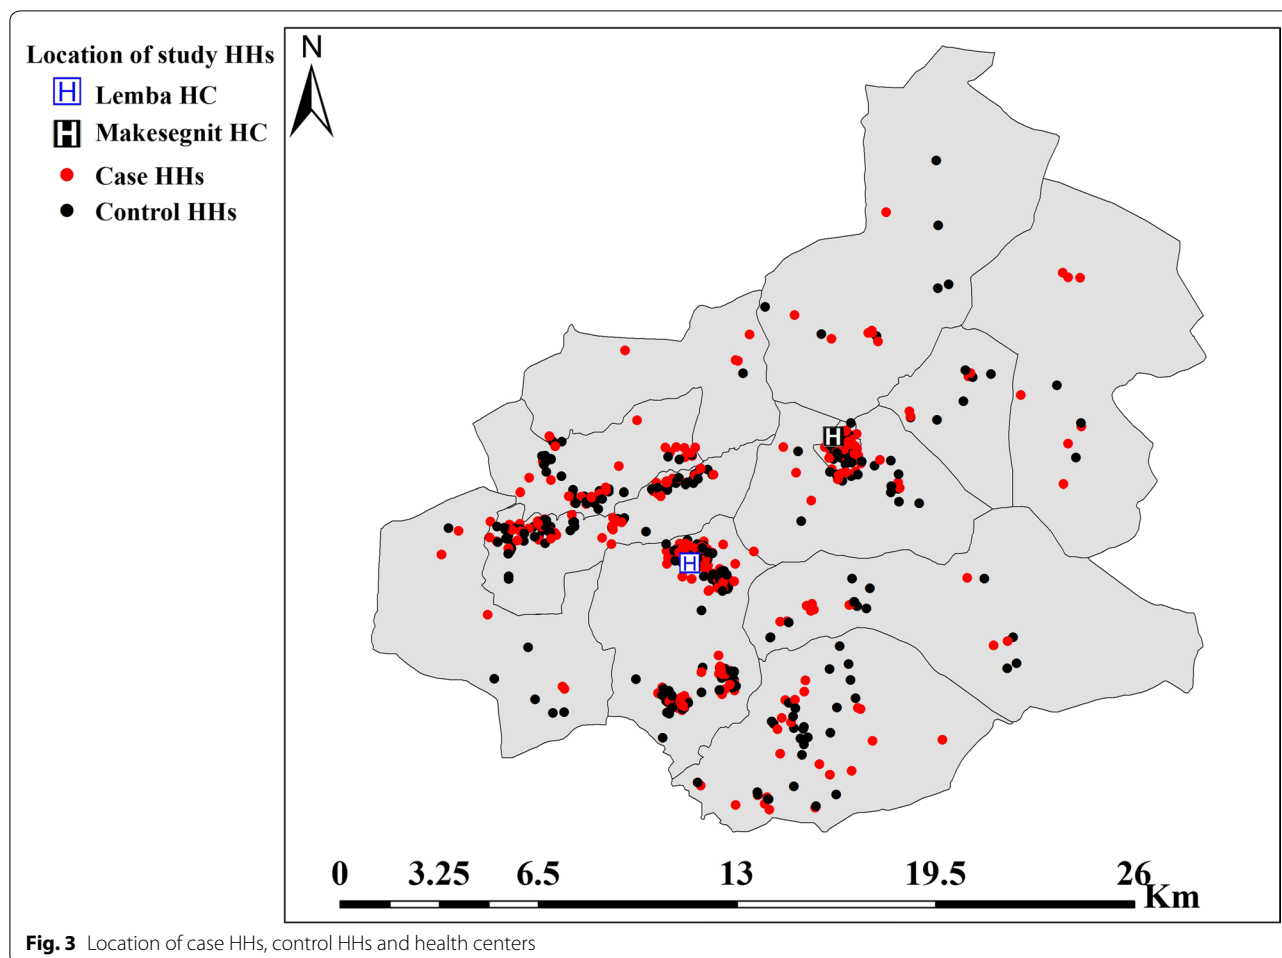 Location of study HHs
H Lemba HC
H Makesegnit HC
Case HHs
Control HHs
N
H
H
0 3.25 6.5 13 19.5 26
Km
Fig. 3 Location of case HHs, control HHs and health centers